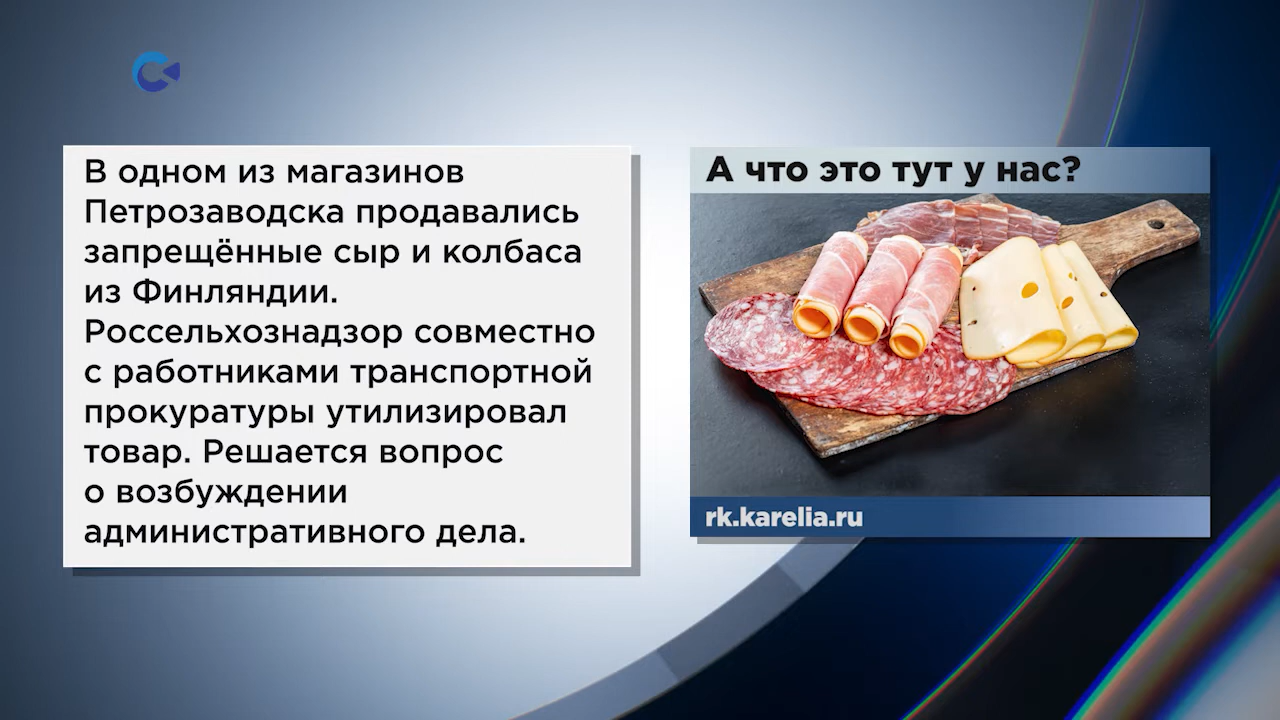 В одном из магазинов
Петрозаводска продавались
запрещённые сыр и колбаса
из Финляндии.
Россельхознадзор совместно
с работниками транспортной
прокуратуры утилизировал
товар. Решается вопрос
о возбуждении
административного дела.
А что это тут у нас?
rk.karelia.ru